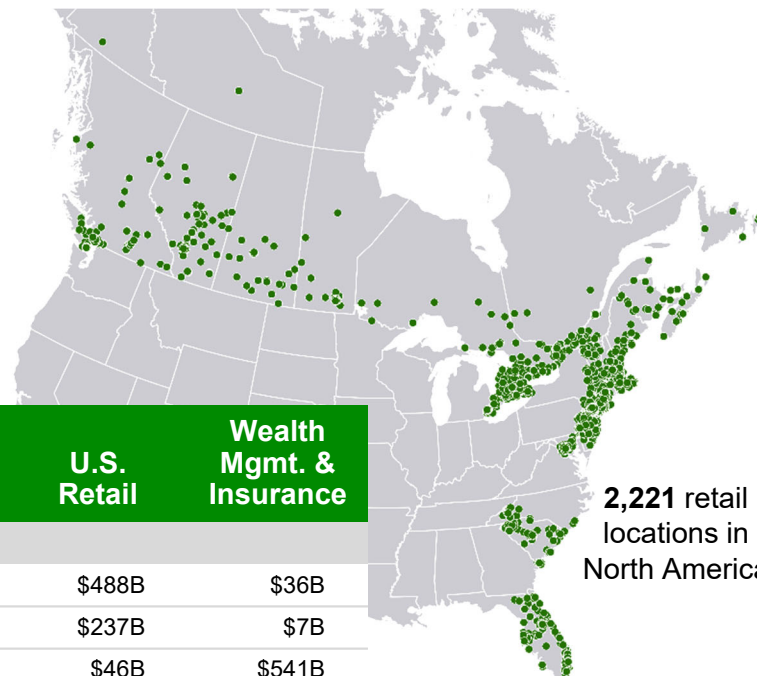 U.S.
Retail
Wealth
Mgmt. &
Insurance
$488B $36B
$237B $7B
$46B $541B
2,221 retail
locations in
North America